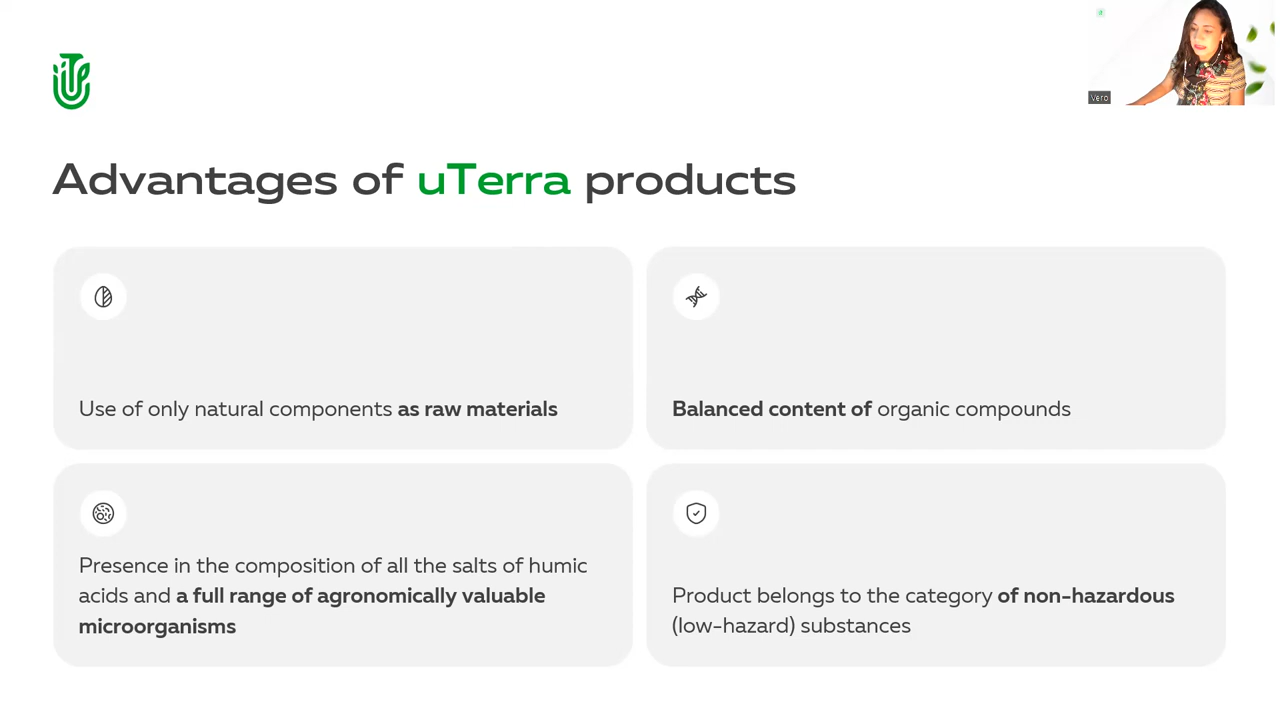 Vero
Advantages of uTerra products
Use of only natural components as raw materials
Balanced content of organic compounds
Presence in the composition of all the salts of humic
acids and a full range of agronomically valuable
microorganisms
Product belongs to the category of non-hazardous
(low-hazard) substances